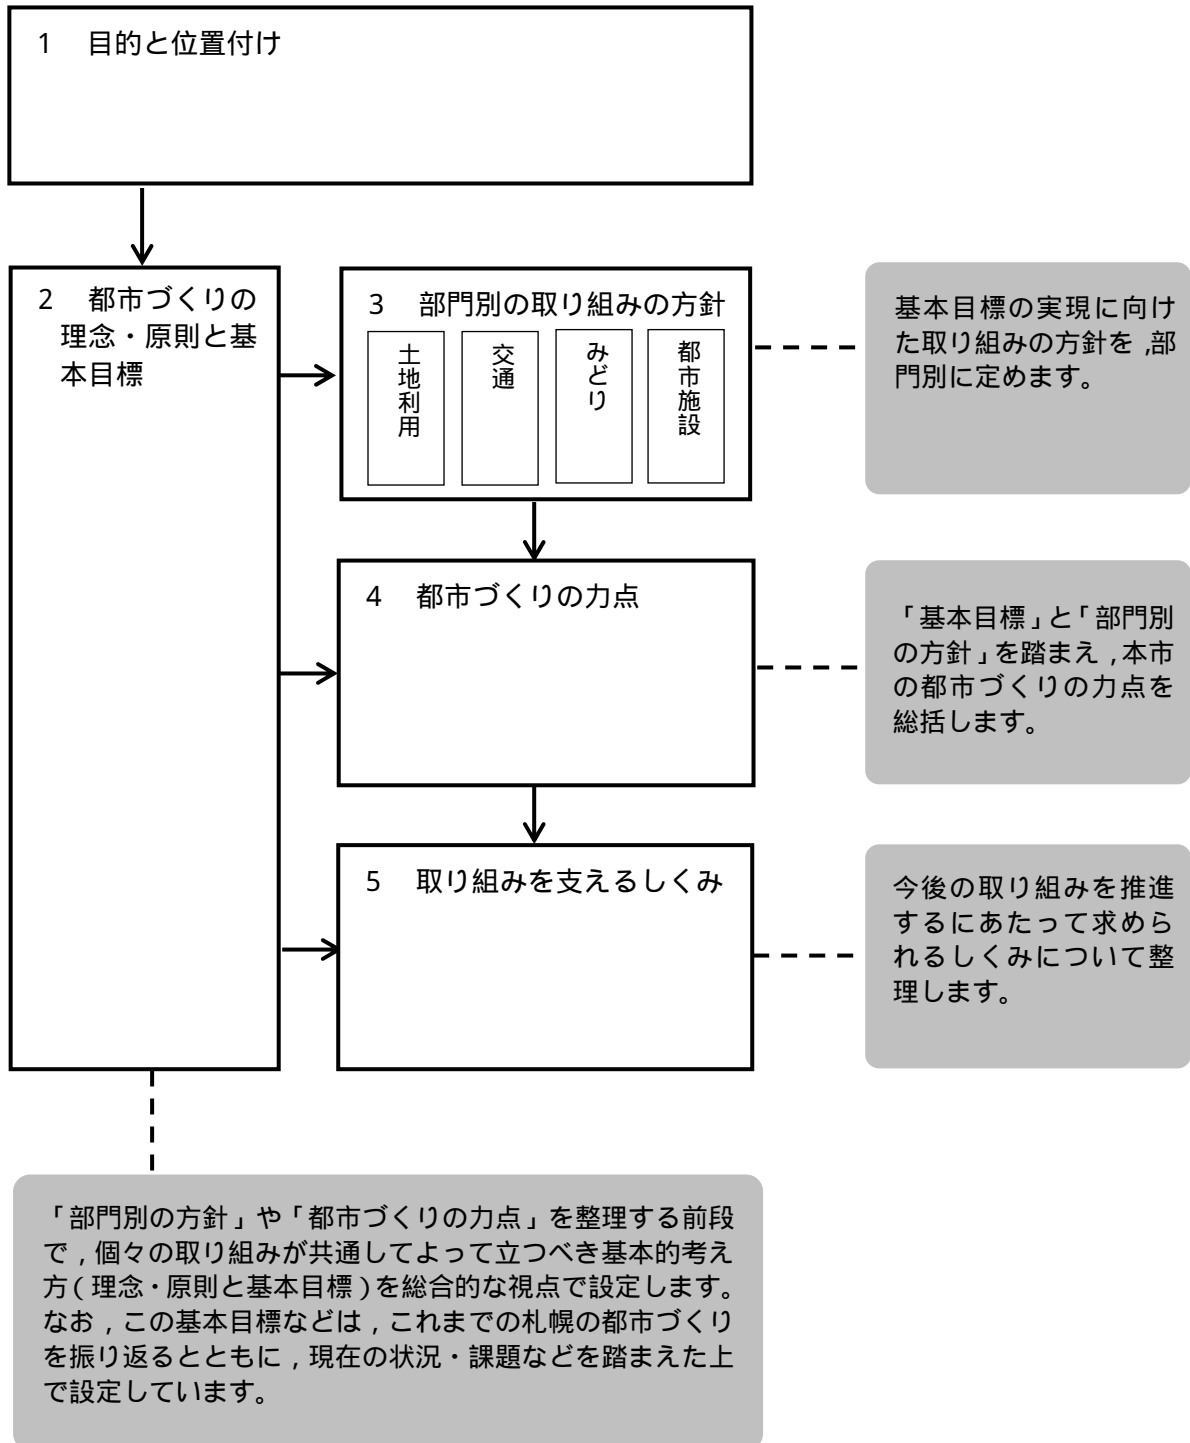 1 目的と位置付け
2 都市づくりの
理念・原則と基
本目標
3 部門別の取り組みの方針
土地利用
交通
みどり
都市施設
基本目標の実現に向け
た取り組みの方針を ,部
門別に定めます。
4 都市づくりの力点
「基本目標」と「部門別
の方針」を踏まえ ,本市
の都市づくりの力点を
総括します。
5 取り組みを支えるしくみ
今後の取り組みを推進
するにあたって求めら
れるしくみについて整
理します。
「部門別の方針」や「都市づくりの力点」を整理する前段
で ,個々の取り組みが共通してよって立つべき基本的考え
方(理念・原則と基本目標)を総合的な視点で設定します。
なお ,この基本目標などは ,これまでの札幌の都市づくり
を振り返るとともに ,現在の状況・課題などを踏まえた上
で設定しています。